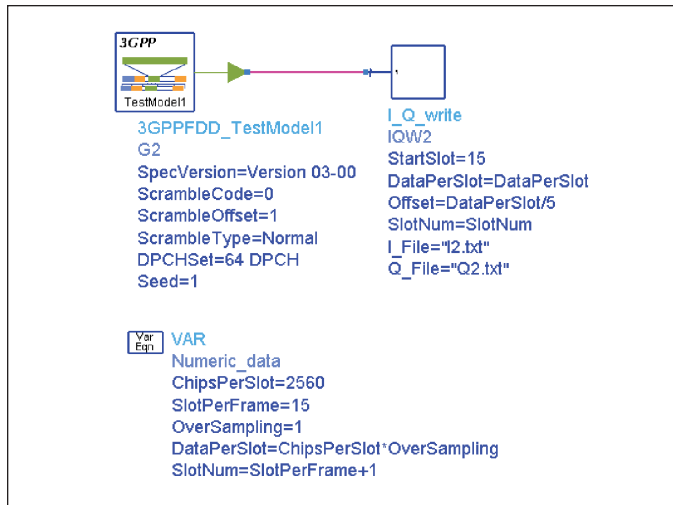 3GPP
TestModel1
3GPPFDD_TestModel1
G2
SpecVersion=Version 03-00
ScrambleCode=0
ScrambleOffset=1
ScrambleType=Normal
DPCHSet=64 DPCH
Seed=1
I_Q_write
IQW2
StartSlot=15
DataPerSlot=DataPerSlot
Offset=DataPerSlot/5
SlotNum=SlotNum
I_File="I2.txt"
Q_File="Q2.txt"
Var
Eqn
VAR
Numeric_data
ChipsPerSlot=2560
SlotPerFrame=15
OverSampling=1
DataPerSlot=ChipsPerSlot*OverSampling
SlotNum=SlotPerFrame+1